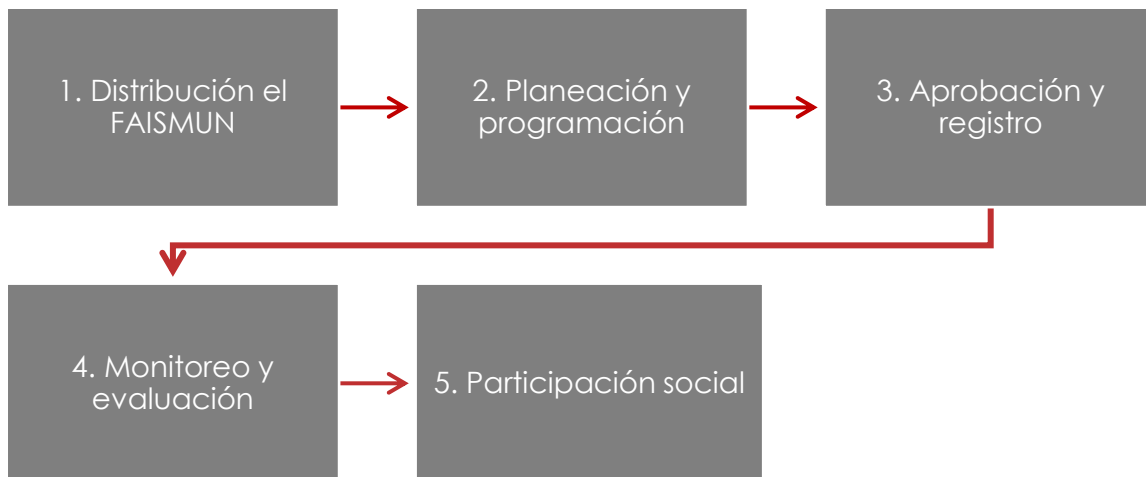 1. Distribución el
FAISMUN
2. Planeación y
programación
3. Aprobación y
registro
4. Monitoreo y
evaluación
5. Participación social